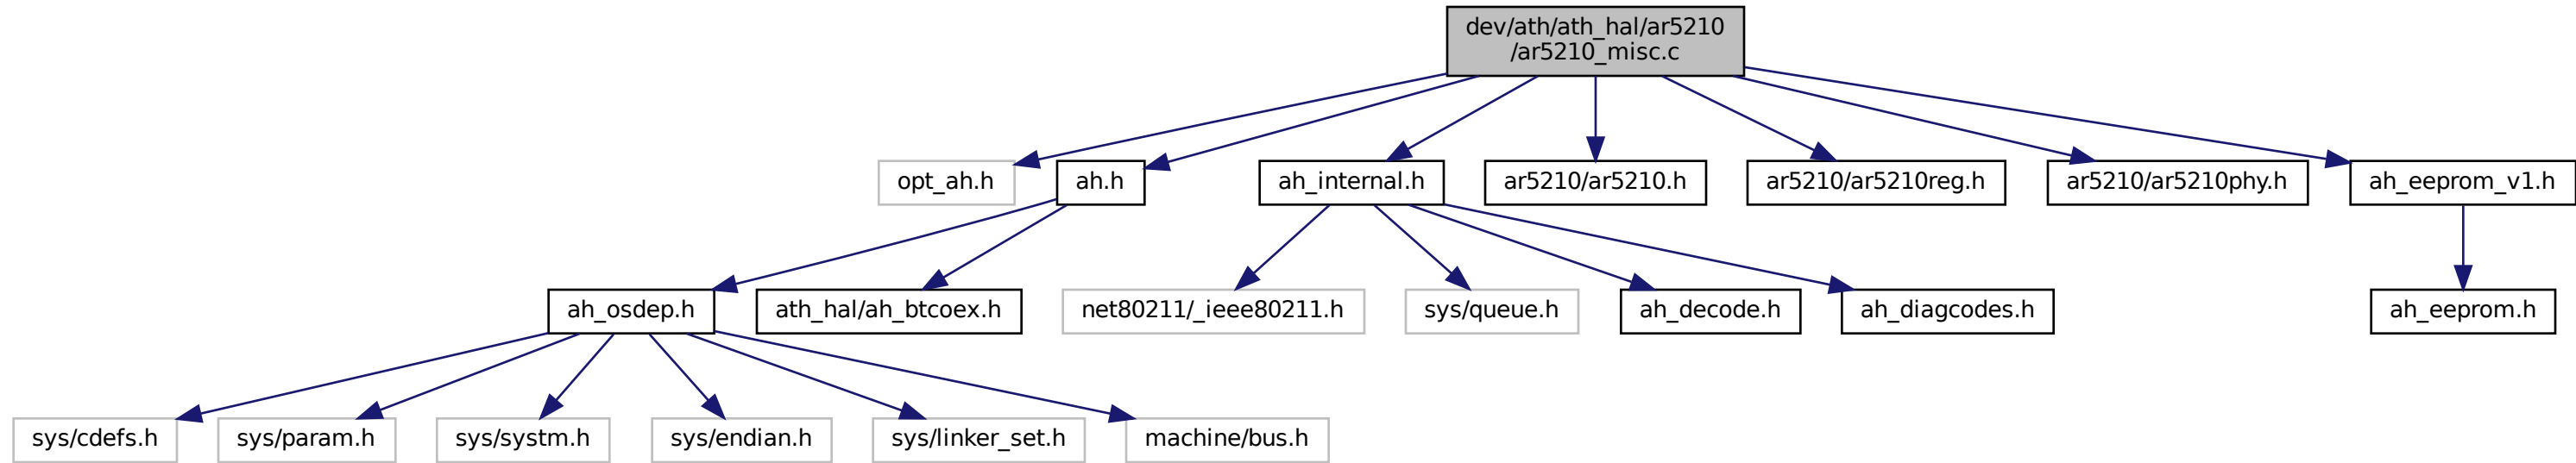 dev/ath/ath_hal/ar5210
/ar5210_misc.c
opt_ah.h
ah.h
ah_internal.h
ar5210/ar5210.h
ar5210/ar5210reg.h
ar5210/ar5210phy.h
ah_eeprom_v1.h
ah_osdep.h
ath_hal/ah_btcoex.h
net80211/_ieee80211.h
sys/queue.h
ah_decode.h
ah_diagcodes.h
ah_eeprom.h
sys/cdefs.h
sys/param.h
sys/systm.h
sys/endian.h
sys/linker_set.h
machine/bus.h